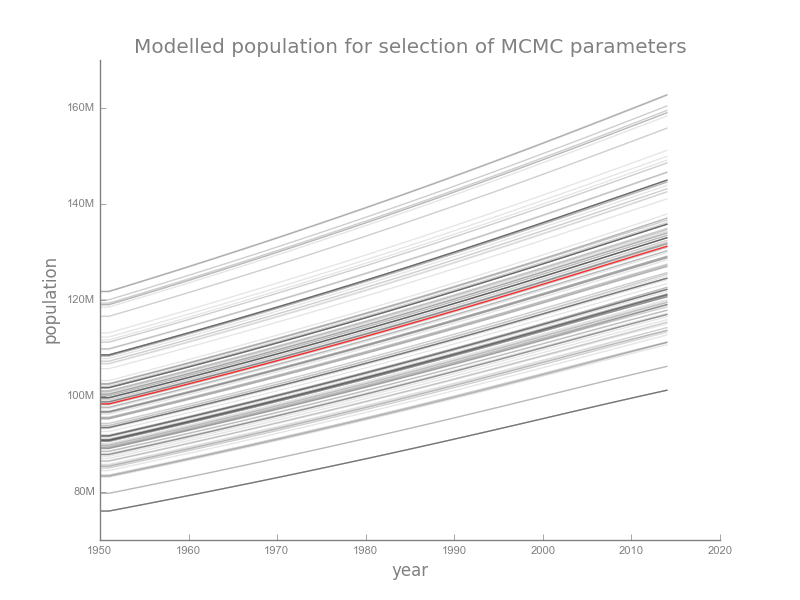 Modelled population for selection of MCMC parameters
160M
140M
120M
100M
80M
population
1950 1960 1970 1980 1990 2000 2010 2020
year